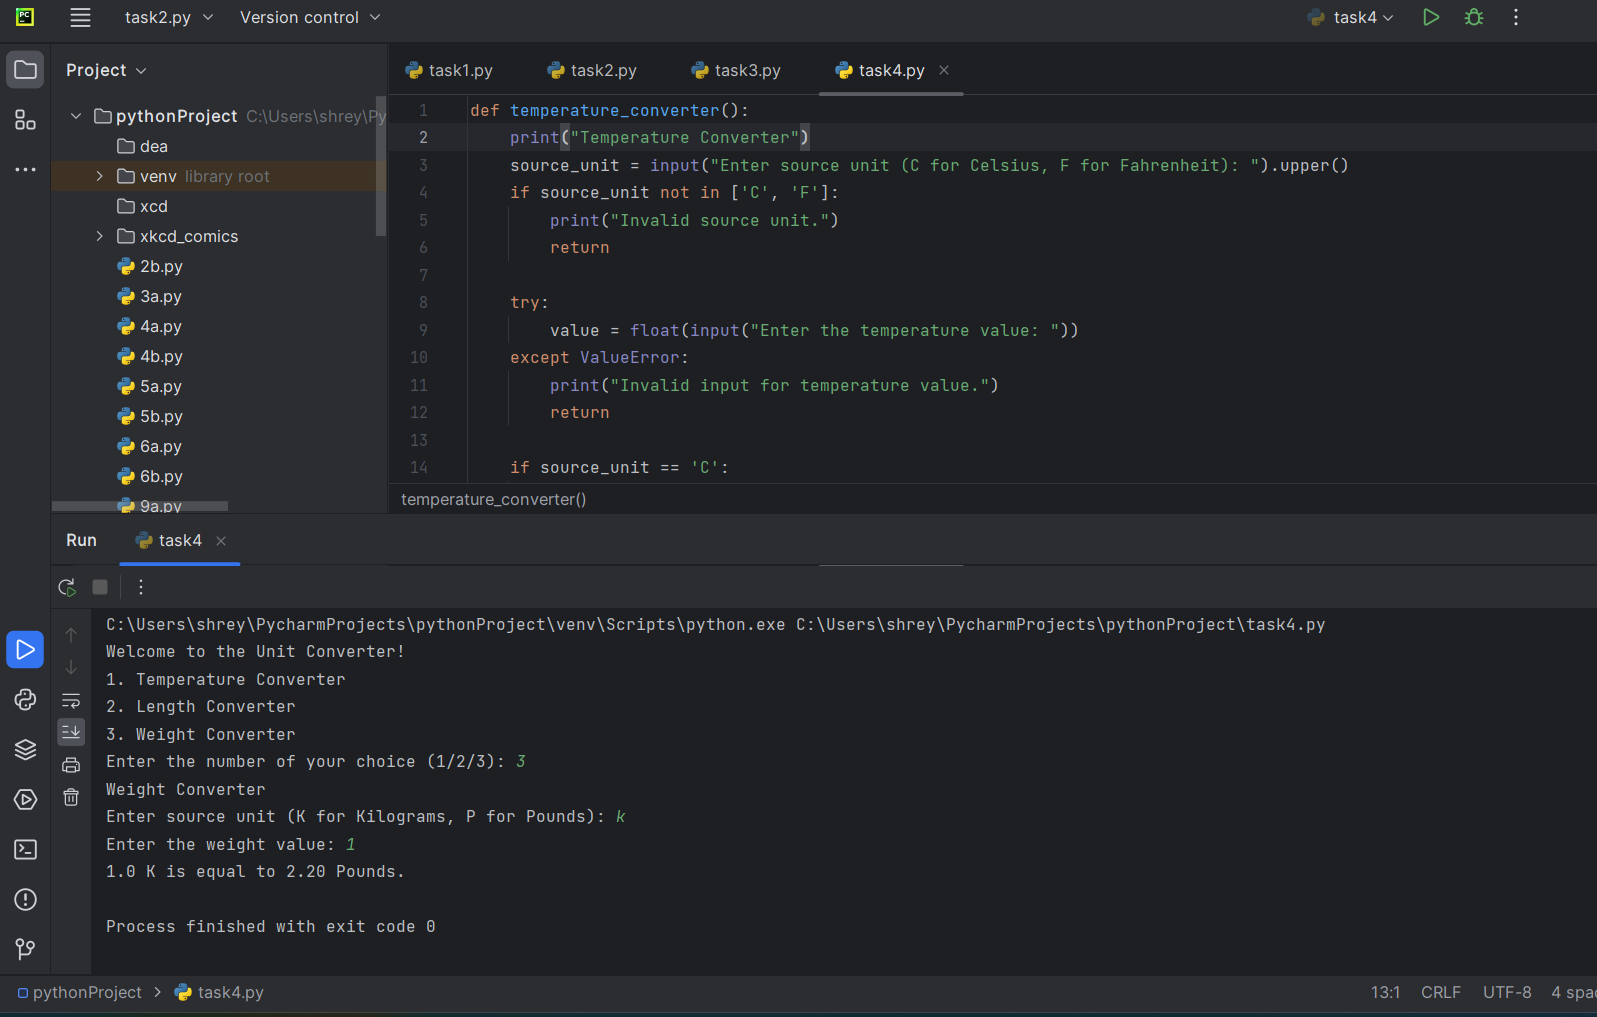 PC
task2.py
Version control
task4
Project
task1.py
task2.py
task3.py
task4.py
pythonProject C:\Users\shrey\Py
dea
venv library root
xcd
xkcd_comics
2b.py
3a.py
4a.py
4b.py
5a.py
5b.py
6a.py
6b.py
9a.py
1 def temperature_converter():
2 print("Temperature Converter")
3 source_unit = input("Enter source unit (C for Celsius, F for Fahrenheit): ").upper()
4 if source_unit not in ['C', 'F']:
5 print("Invalid source unit.")
6 return
7
8 try:
9 value = float(input("Enter the temperature value: "))
10 except ValueError:
11 print("Invalid input for temperature value.")
12 return
13
14 if source_unit == 'C':
temperature_converter()
Run
task4
C:\Users\shrey\PycharmProjects\pythonProject\venv\Scripts\python.exe C:\Users\shrey\PycharmProjects\pythonProject\task4.py
Welcome to the Unit Converter!
1. Temperature Converter
2. Length Converter
3. Weight Converter
Enter the number of your choice (1/2/3): 3
Weight Converter
Enter source unit (K for Kilograms, P for Pounds): k
Enter the weight value: 1
1.0 K is equal to 2.20 Pounds.
Process finished with exit code 0
pythonProject
task4.py
13:1 CRLF UTF-8 4 spac